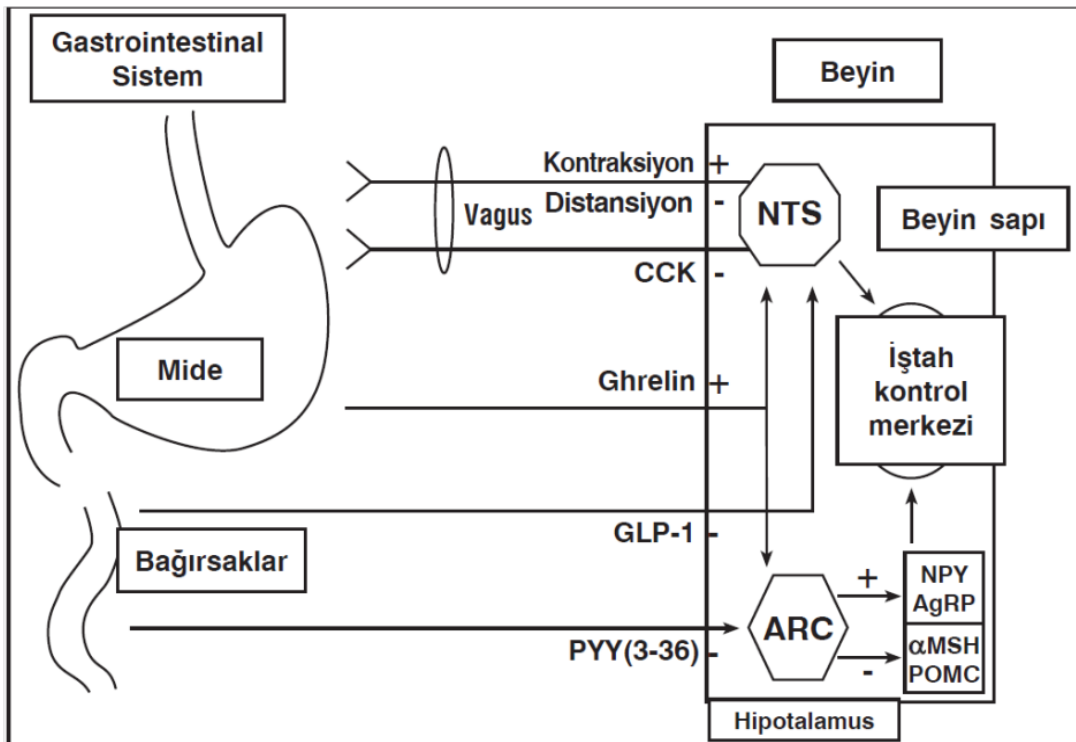 Gastrointestinal
Sistem
Beyin
Kontraksiyon +
Vagus
Distansiyon -
NTS
Beyin sapı
CCK -
Mide
Ghrelin +
İştah
kontrol
merkezi
GLP-1 -
Bağırsaklar
ARC
+
NPY
AgRP
PYY(3-36) -
-
αMSH
POMC
Hipotalamus